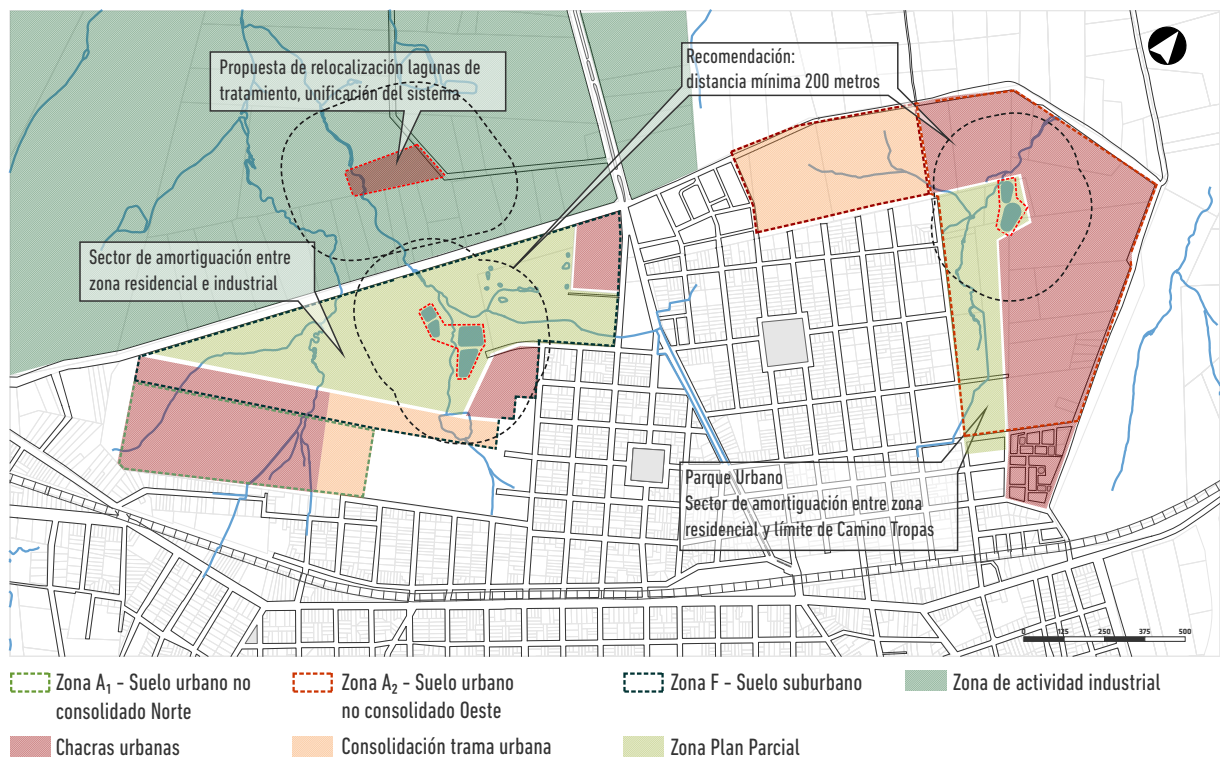 Propuesta de relocalización lagunas de
tratamiento, unificación del sistema
Recomendación:
distancia mínima 200 metros
Sector de amortiguación entre
zona residencial e industrial
Parque Urbano
Sector de amortiguación entre zona
residencial y límite de Camino Tropas
0 125 250 375 500
Zona A₁ - Suelo urbano no
consolidado Norte
Zona A₂ - Suelo urbano
no consolidado Oeste
Zona F - Suelo suburbano
Zona de actividad industrial
Chacras urbanas
Consolidación trama urbana
Zona Plan Parcial